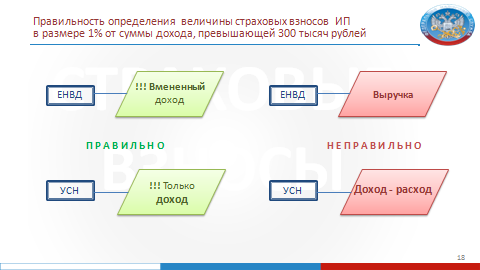 Правильность определения величины страховых взносов ИП
в размере 1% от суммы дохода, превышающей 300 тысяч рублей
ЕНВД
!!! Вмененный
доход
ЕНВД
Выручка
ПРАВИЛЬНО
НЕПРАВИЛЬНО
УСН
!!! Только
доход
УСН
Доход - расход
18